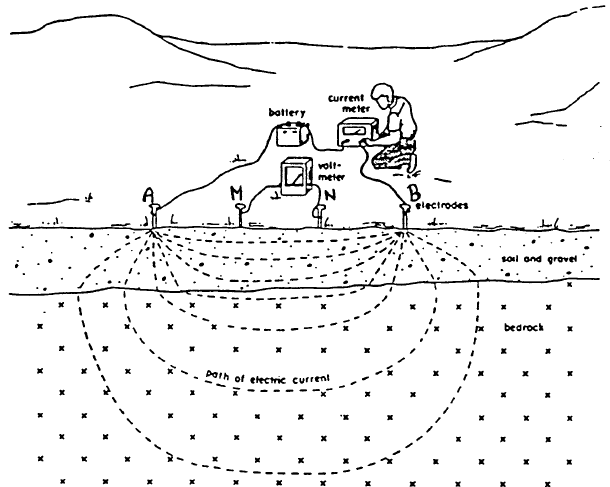 battery
current
meter
volt-
meter
A
M
N
B
electrodes
soil and gravel
bedrock
path of electric current